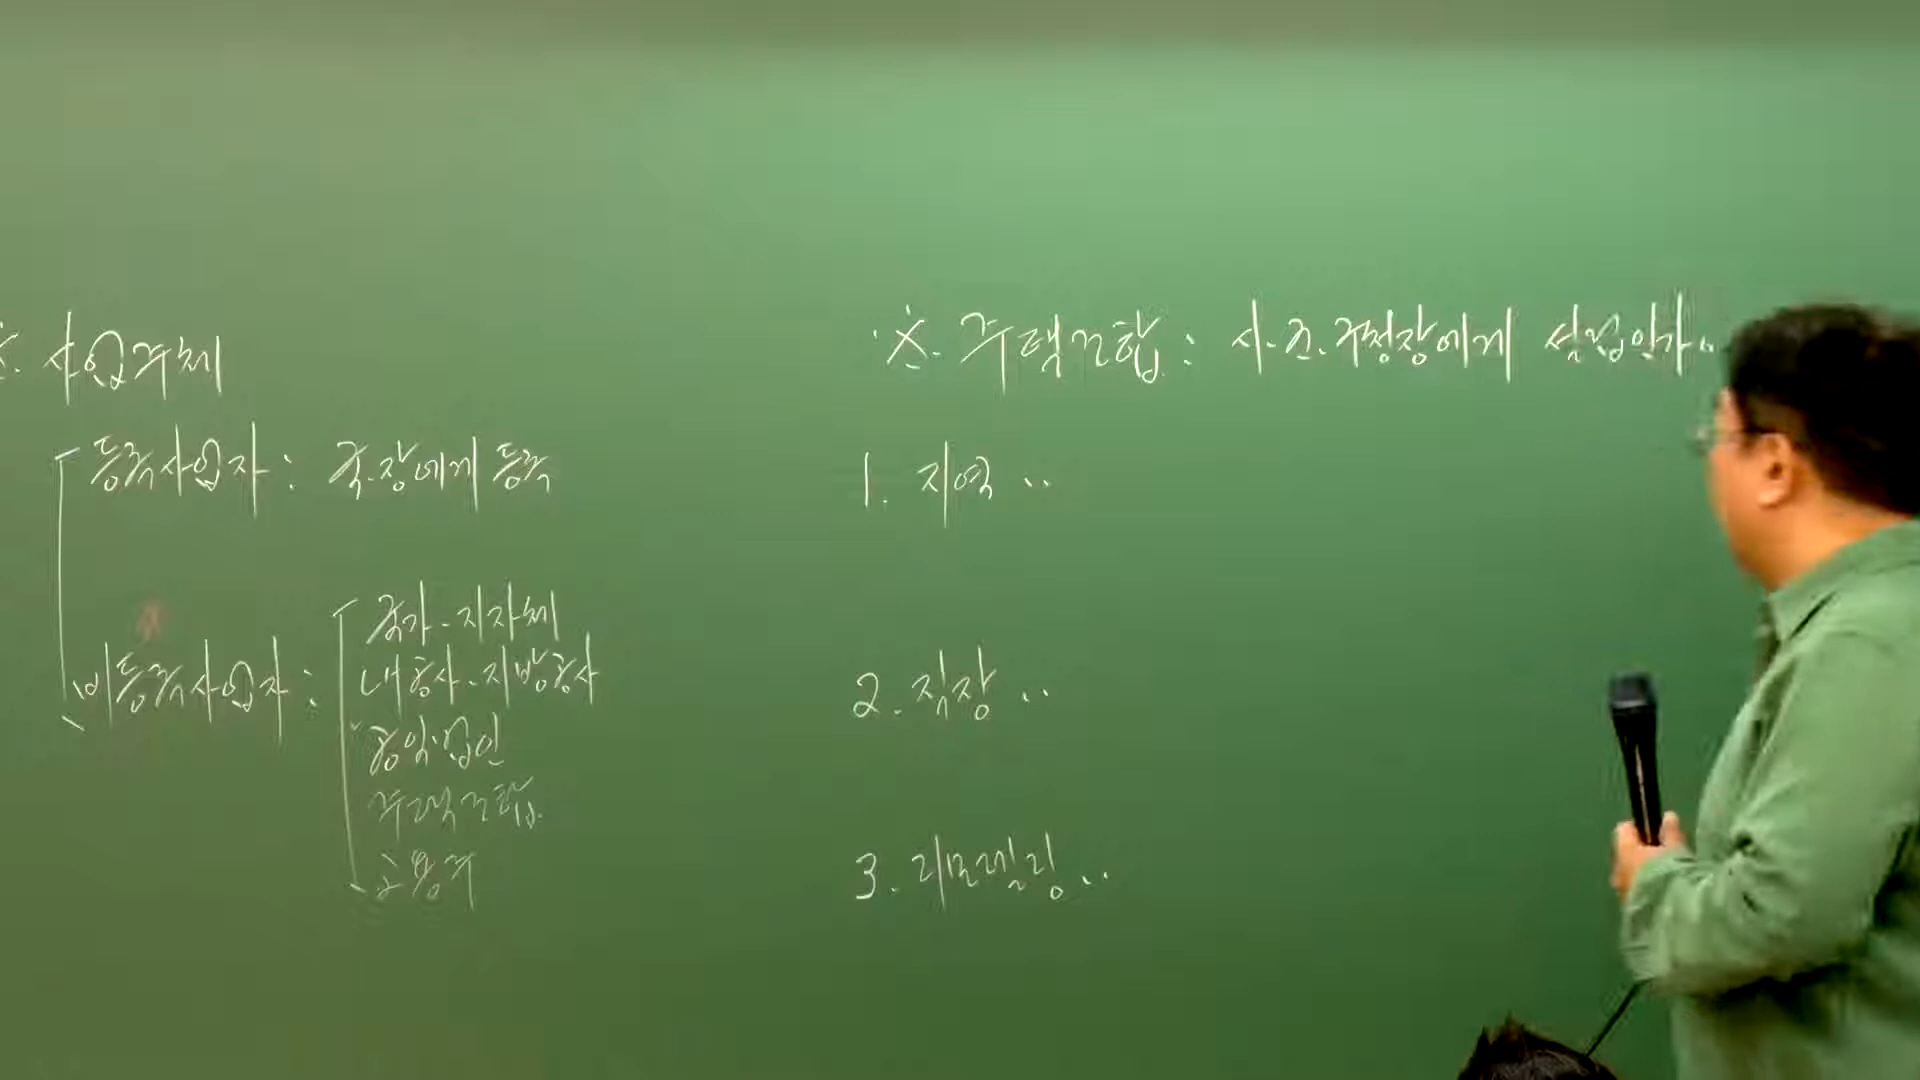 ※. 사업주체
등록사업자 : 국.장에게 등록
비등록사업자 :
국가.지자체
내공사.지방공사
공익법인
주택조합.
고용주
※. 주택조합 : 시.군.구청장에게 설립인가..
1. 지역 ..
2. 직장 ..
3. 리모델링 ..